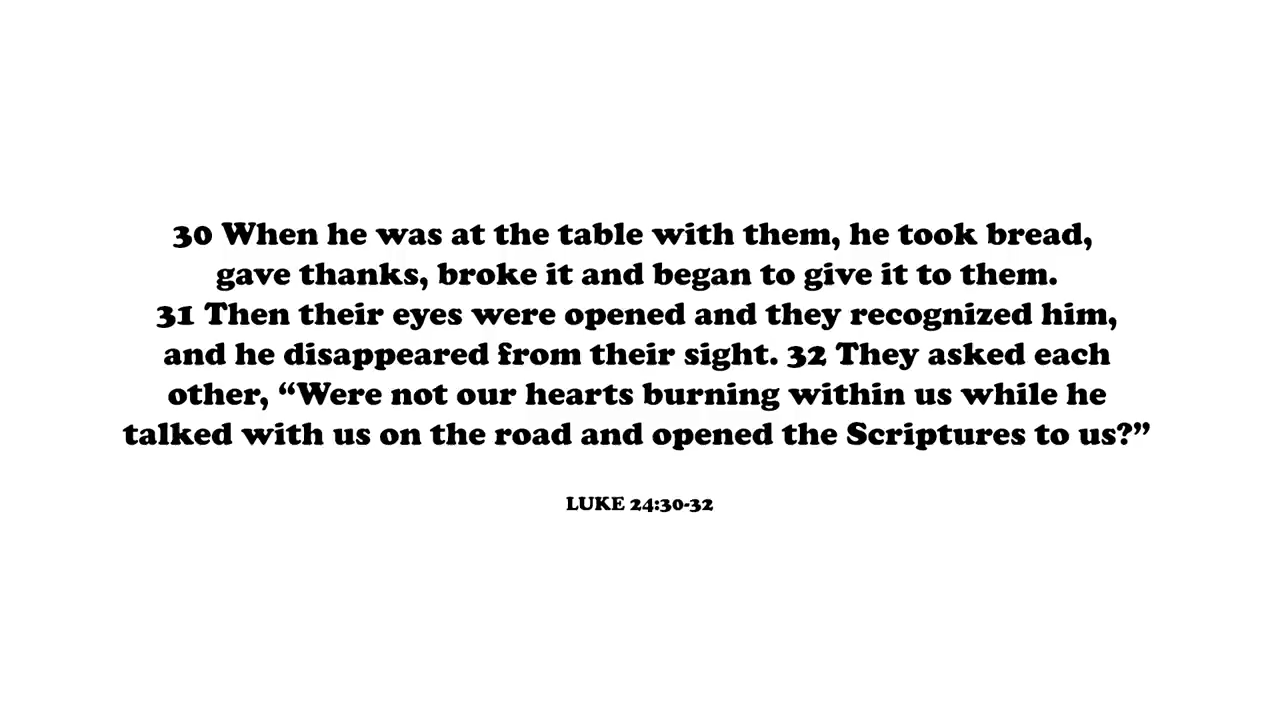 30 When he was at the table with them, he took bread,
gave thanks, broke it and began to give it to them.
31 Then their eyes were opened and they recognized him,
and he disappeared from their sight. 32 They asked each
other, “Were not our hearts burning within us while he
talked with us on the road and opened the Scriptures to us?”
LUKE 24:30-32